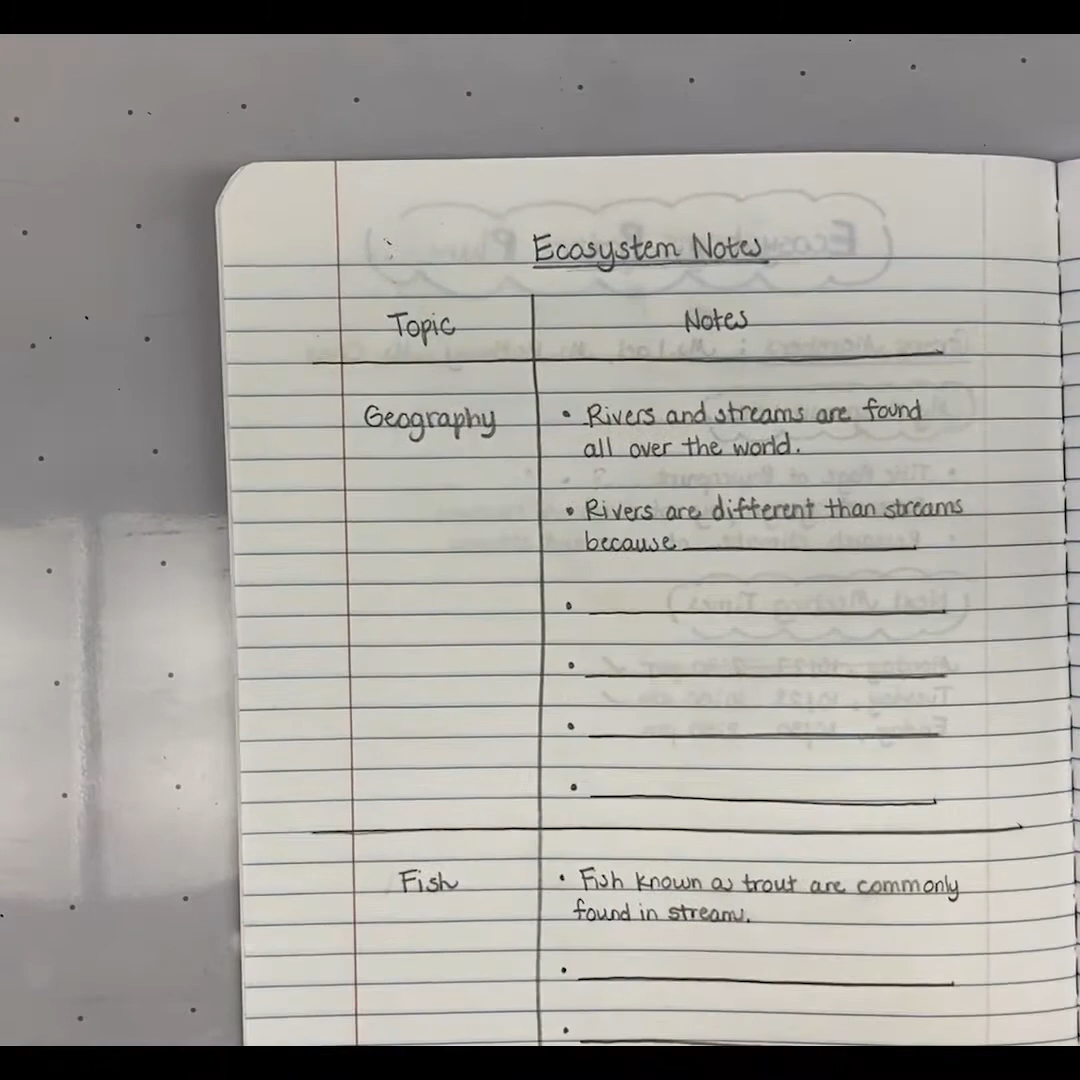 Ecosystem Notes
Topic
Notes
Geography
• Rivers and streams are found
all over the world.
• Rivers are different than streams
because
•
•
•
•
Fish
• Fish known as trout are commonly
found in streams.
•
•